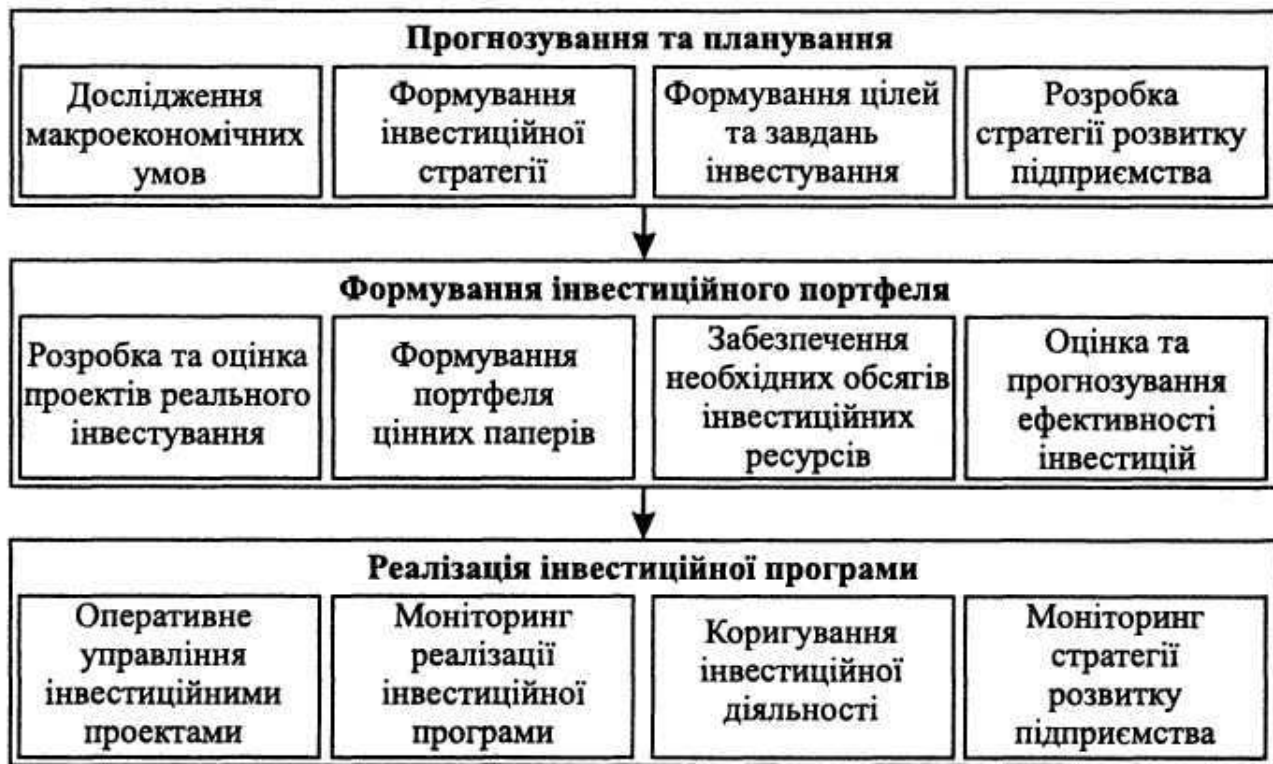 Прогнозування та планування
Дослідження
макроекономічних
умов
Формування
інвестиційної
стратегії
Формування цілей
та завдань
інвестування
Розробка
стратегії розвитку
підприємства
Формування інвестиційного портфеля
Розробка та оцінка
проектів реального
інвестування
Формування
портфеля
цінних паперів
Забезпечення
необхідних обсягів
інвестиційних
ресурсів
Оцінка та
прогнозування
ефективності
інвестицій
Реалізація інвестиційної програми
Оперативне
управління
інвестиційними
проектами
Моніторинг
реалізації
інвестиційної
програми
Коригування
інвестиційної
діяльності
Моніторинг
стратегії
розвитку
підприємства